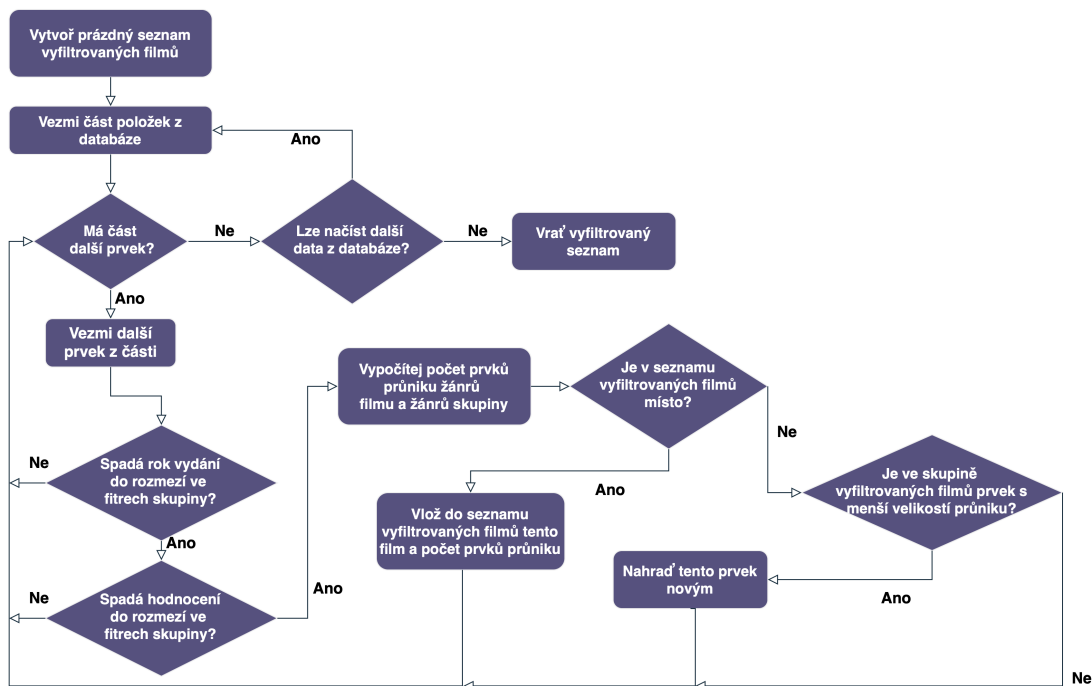 Vytvoř prázdný seznam
vyfiltrovaných filmů
Vezmi část položek z
databáze
Ano
Má část
další prvek?
Ne
Lze načíst další
data z databáze?
Ne
Vrať vyfiltrovaný
seznam
Ano
Vezmi další
prvek z části
Vypočítej počet prvků
průniku žánrů
filmu a žánrů skupiny
Je v seznamu
vyfiltrovaných filmů
místo?
Ne
Ne
Spadá rok vydání
do rozmezí ve
fitrech skupiny?
Ano
Je ve skupině
vyfiltrovaných filmů prvek s
menší velikostí průniku?
Vlož do seznamu
vyfiltrovaných filmů tento
film a počet prvků průniku
Ano
Nahraď tento prvek
novým
Ano
Ne
Spadá hodnocení
do rozmezí ve
fitrech skupiny?
Ano
Ne